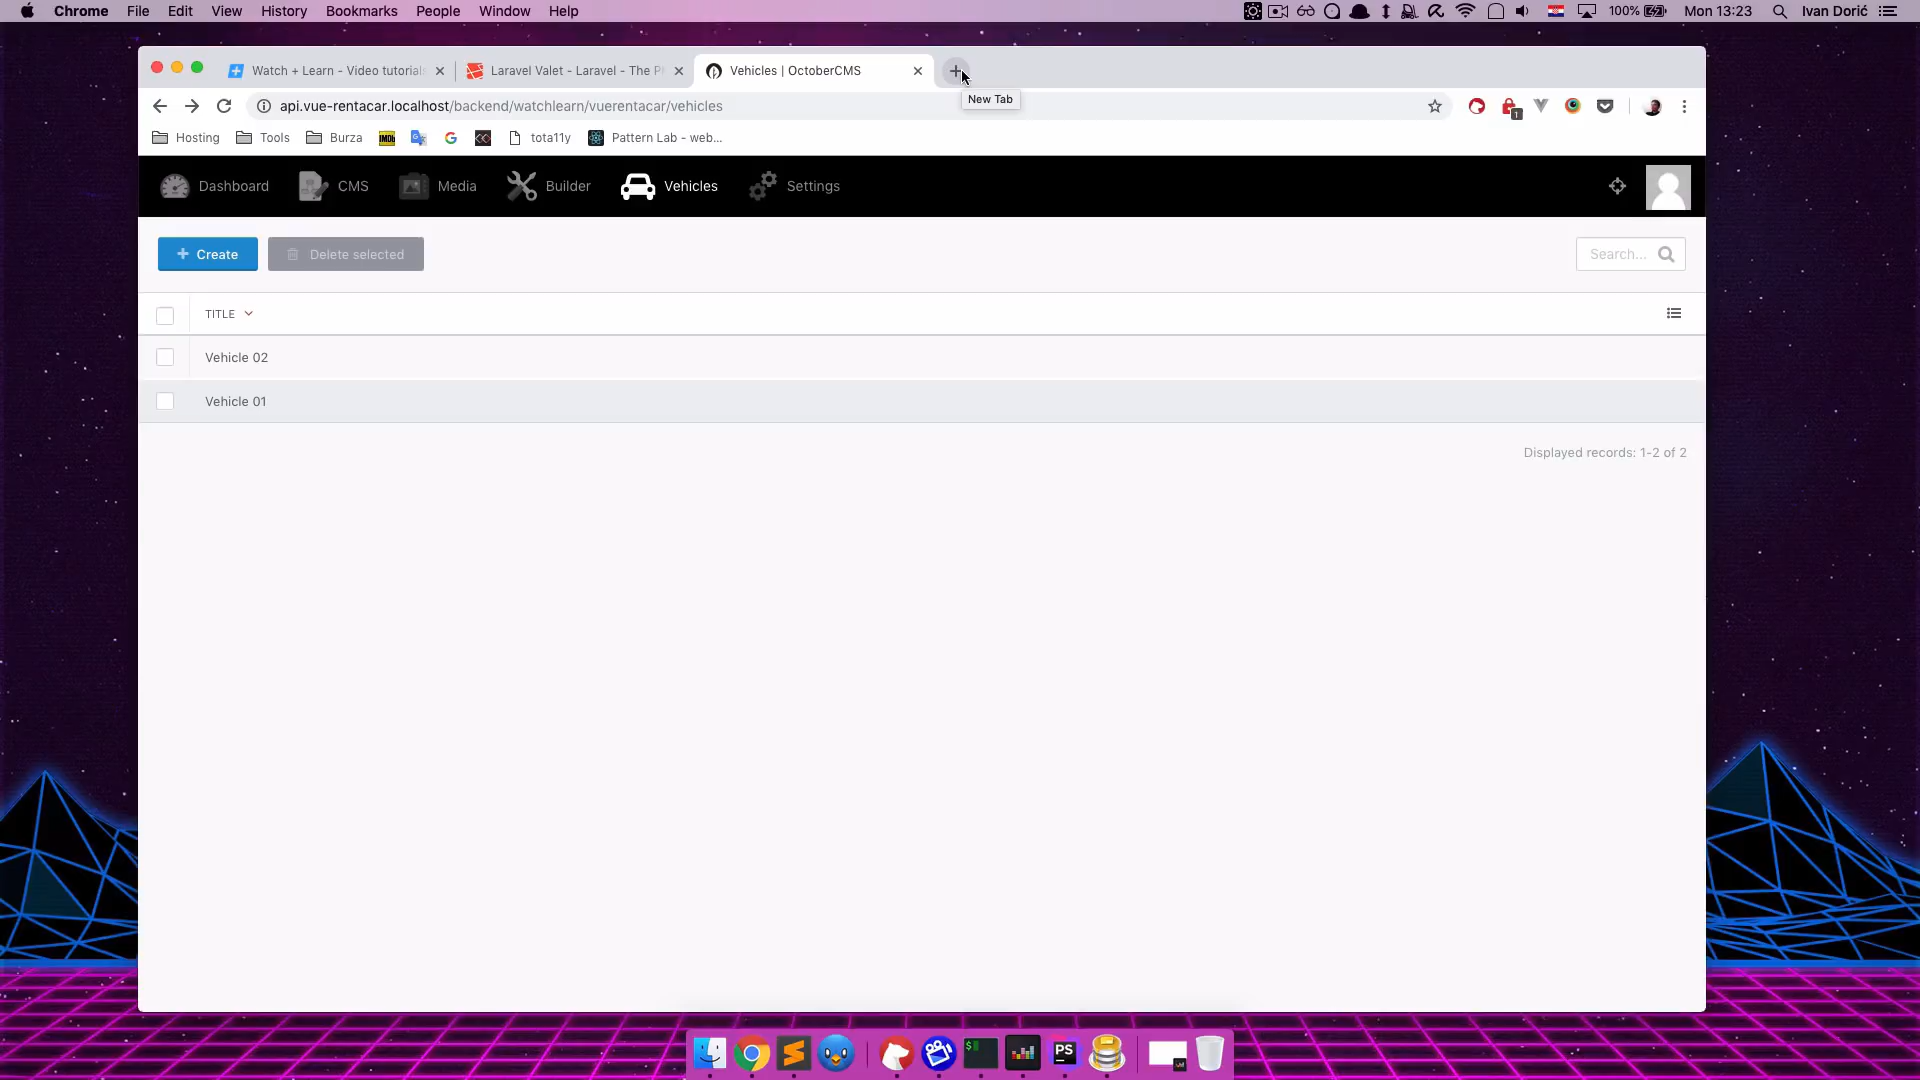 Chrome File Edit View History Bookmarks People Window Help 100% Mon 13:23 Ivan Dorić
Watch + Learn - Video tutorials Laravel Valet - Laravel - The P Vehicles | OctoberCMS
api.vue-rentacar.localhost/backend/watchlearn/vuerentacar/vehicles
New Tab
1
Hosting Tools Burza IMDb G tota11y Pattern Lab - web...
Dashboard CMS Media Builder Vehicles Settings
+ Create Delete selected Search...
TITLE
Vehicle 02
Vehicle 01
Displayed records: 1-2 of 2
$
PS